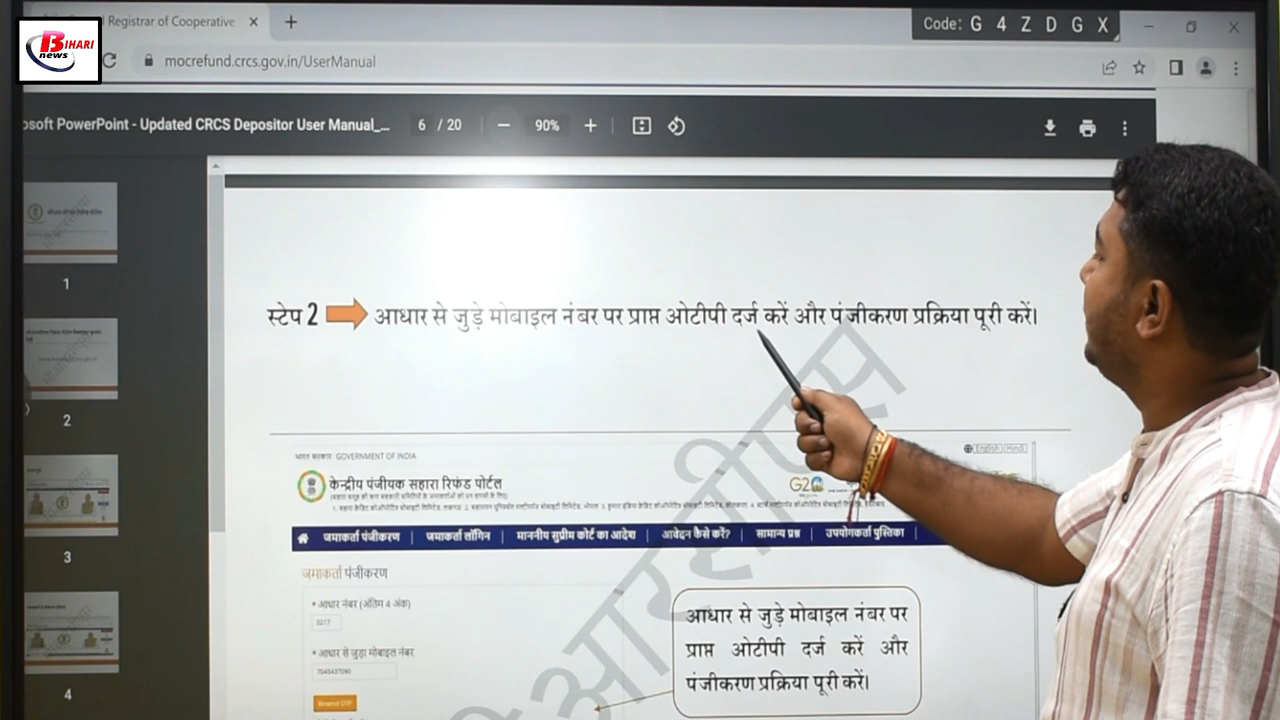 BIHARI
news
Registrar of Cooperative
Code: G 4 Z D G X
mocrefund.crcs.gov.in/UserManual
osoft PowerPoint - Updated CRCS Depositor User Manual_...
6 / 20
90%
1
2
3
4
स्टेप 2
आधार से जुड़े मोबाइल नंबर पर प्राप्त ओटीपी दर्ज करें और पंजीकरण प्रक्रिया पूरी करें।
भारत सरकार GOVERNMENT OF INDIA
English
Hindi
केन्द्रीय पंजीयक सहारा रिफंड पोर्टल
G20
जमाकर्ता पंजीकरण
जमाकर्ता लॉगिन
माननीय सुप्रीम कोर्ट का आदेश
आवेदन कैसे करें?
सामान्य प्रश्न
उपयोगकर्ता पुस्तिका
जमाकर्ता पंजीकरण
* आधार नंबर (अंतिम 4 अंक)
0217
* आधार से जुड़ा मोबाइल नंबर
Resend OTP
आधार से जुड़े मोबाइल नंबर पर
प्राप्त ओटीपी दर्ज करें और
पंजीकरण प्रक्रिया पूरी करें।